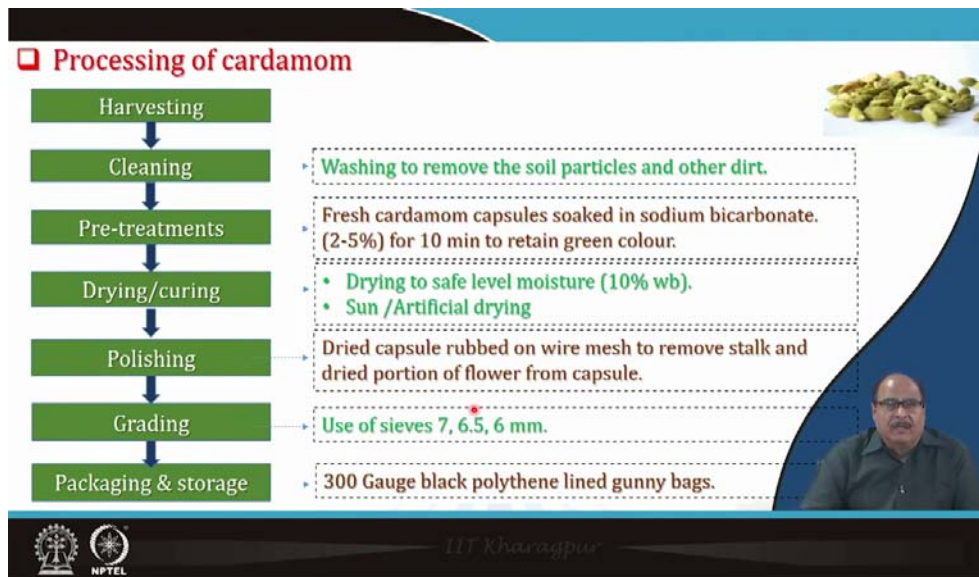 Processing of cardamom
Harvesting
Cleaning
Washing to remove the soil particles and other dirt.
Pre-treatments
Fresh cardamom capsules soaked in sodium bicarbonate.
(2-5%) for 10 min to retain green colour.
Drying/curing
• Drying to safe level moisture (10% wb).
• Sun /Artificial drying
Polishing
Dried capsule rubbed on wire mesh to remove stalk and
dried portion of flower from capsule.
Grading
Use of sieves 7, 6.5, 6 mm.
Packaging & storage
300 Gauge black polythene lined gunny bags.
NPTEL
IIT Kharagpur